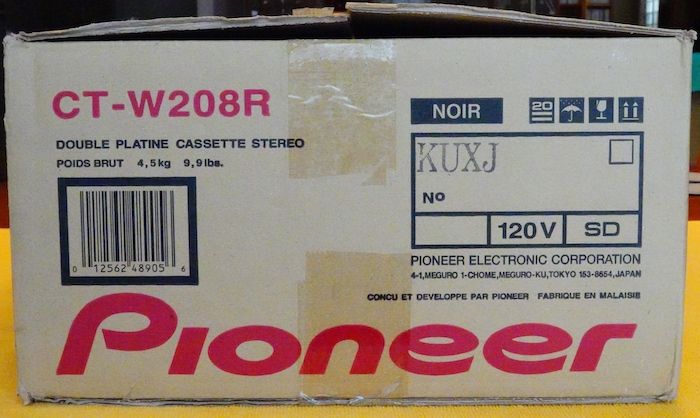 CT-W208R
DOUBLE PLATINE CASSETTE STEREO
POIDS BRUT 4,5kg 9,9lbs.
0 12562 48905 6
NOIR
20
KUXJ
No
120V SD
PIONEER ELECTRONIC CORPORATION
4-1,MEGURO 1-CHOME,MEGURO-KU,TOKYO 153-8654,JAPAN
CONCU ET DEVELOPPE PAR PIONEER FABRIQUE EN MALAISIE
PIONEER